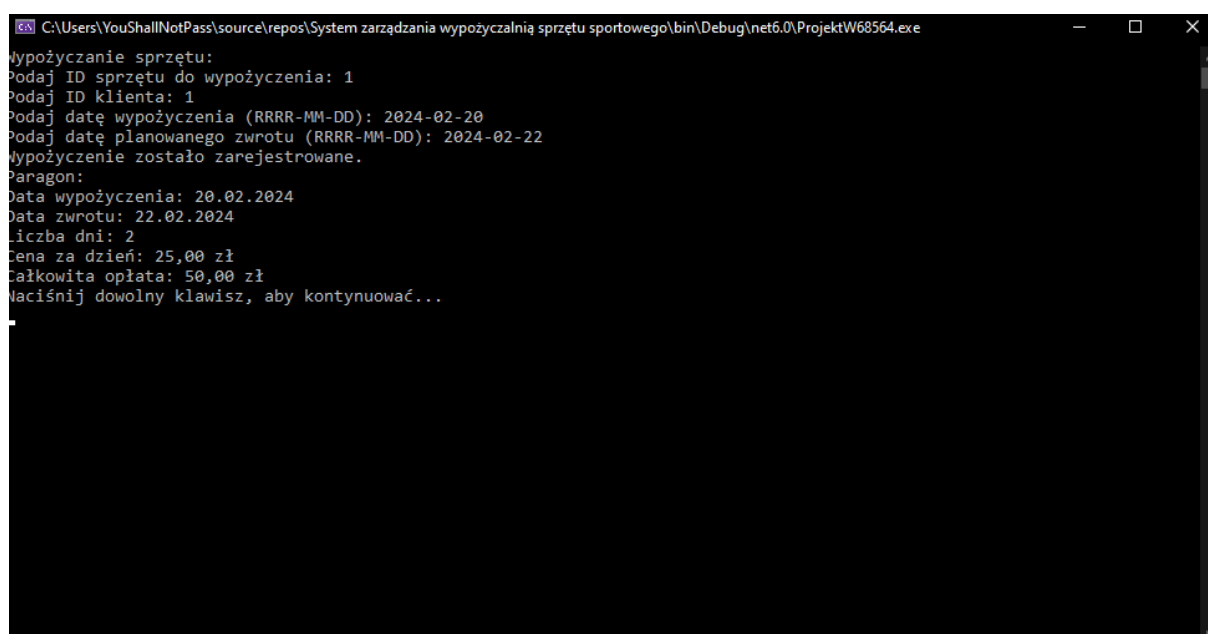 C:\Users\YouShallNotPass\source\repos\System zarządzania wypożyczalnią sprzętu sportowego\bin\Debug\net6.0\ProjektW68564.exe
Wypożyczanie sprzętu:
Podaj ID sprzętu do wypożyczenia: 1
Podaj ID klienta: 1
Podaj datę wypożyczenia (RRRR-MM-DD): 2024-02-20
Podaj datę planowanego zwrotu (RRRR-MM-DD): 2024-02-22
Wypożyczenie zostało zarejestrowane.
Paragon:
Data wypożyczenia: 20.02.2024
Data zwrotu: 22.02.2024
Liczba dni: 2
Cena za dzień: 25,00 zł
Całkowita opłata: 50,00 zł
Naciśnij dowolny klawisz, aby kontynuować...